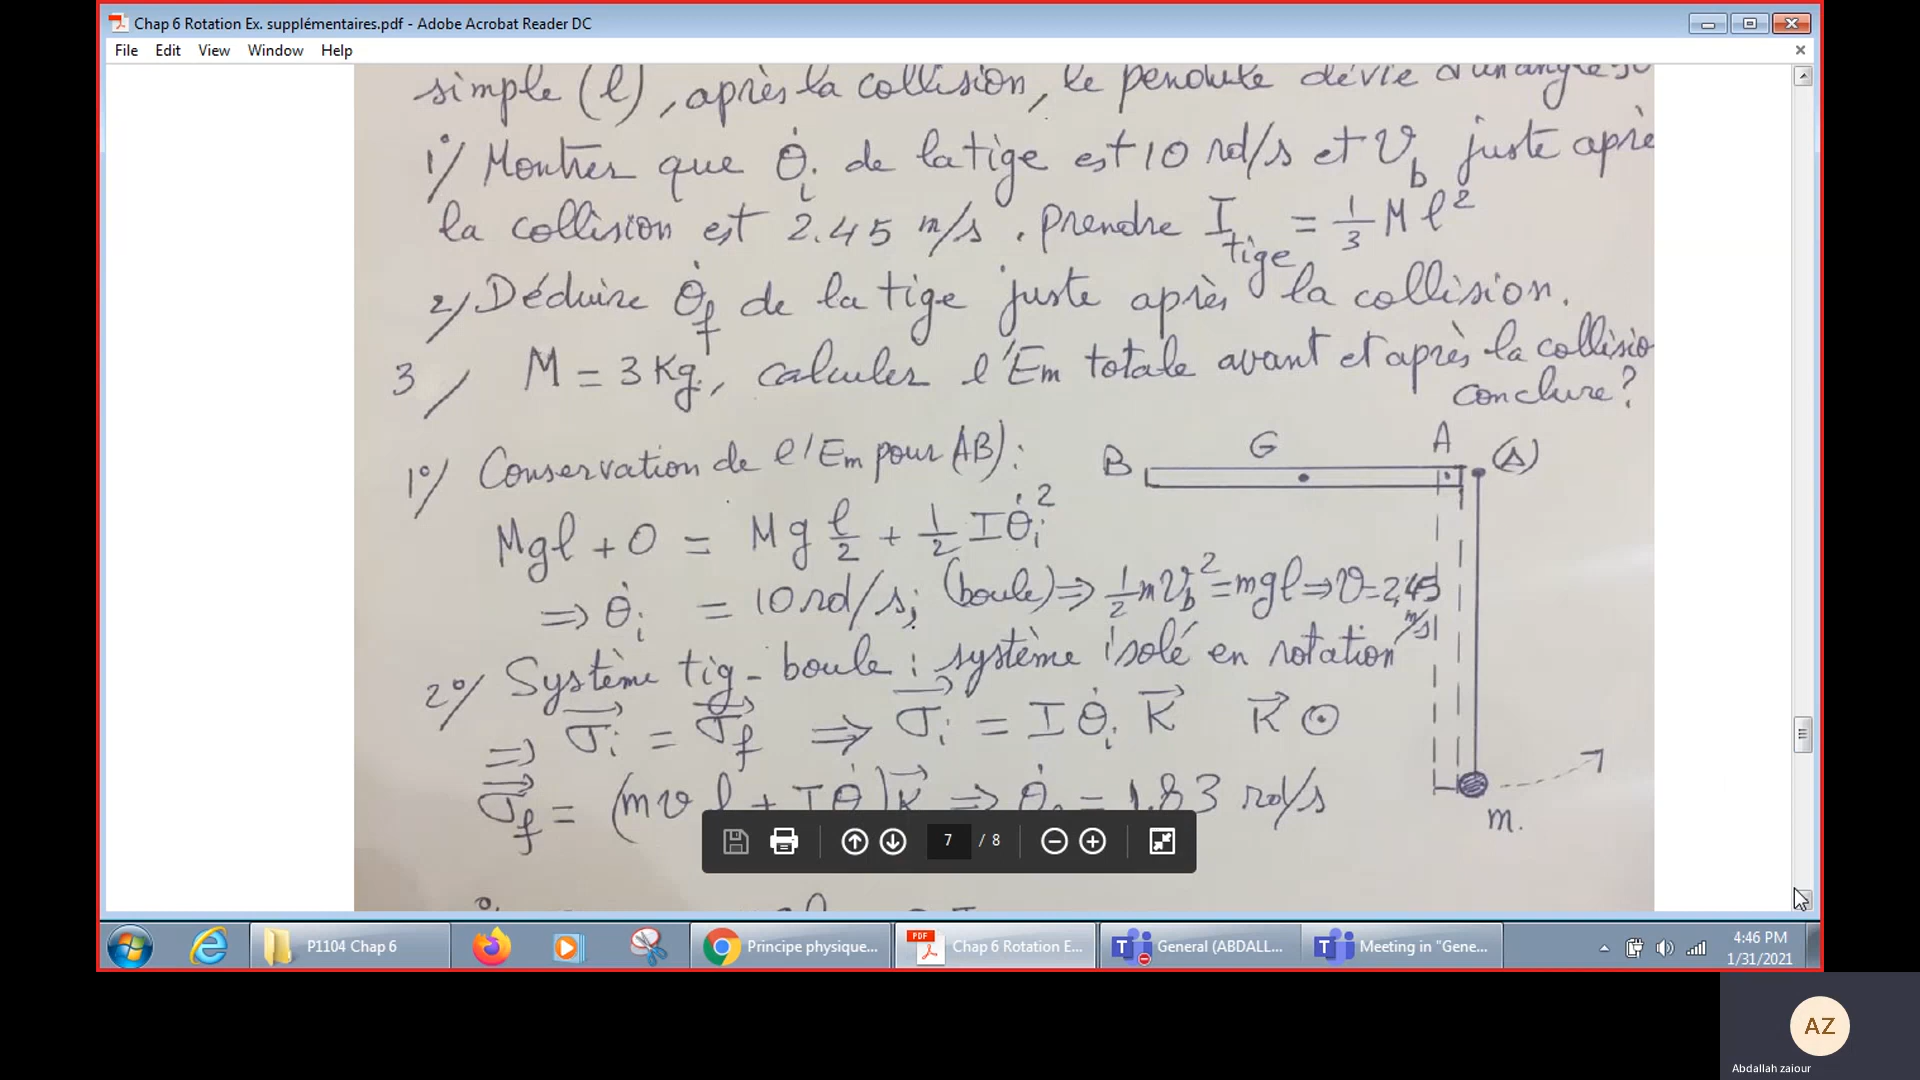 Chap 6 Rotation Ex. supplémentaires.pdf - Adobe Acrobat Reader DC
File Edit View Window Help
simple (l), après la collision, le pendule dévie d'un angle
1°/ Montrer que θ̇i de la tige est 10 rd/s et Vb juste aprè
la collision est 2.45 m/s. prendre I tige = 1/3 M l²
2/ Déduire θ̇f de la tige juste après la collision.
3/ M = 3 Kg, calculer l'Em totale avant et après la collisio
conclure?
1°/ Conservation de l'Em pour (AB):
B G A (Δ)
Mgl + 0 = Mg l/2 + 1/2 I θ̇i²
⇒ θ̇i = 10 rd/s; (boule) ⇒ 1/2 m Vb² = mgl ⇒ V = 2,45 m/s
2°/ Système tig - boule : système isolé en rotation
⇒ σ⃗i = σ⃗f ⇒ σ⃗i = I θ̇i K⃗ K⃗ ⊙
σ⃗f = (mv l + I θ̇)K⃗ ⇒ θ̇ = 1.83 rd/s
m.
7 / 8
P1104 Chap 6
Principe physique...
PDF
Chap 6 Rotation E...
T General (ABDALL...
T Meeting in "Gene...
4:46 PM
1/31/2021
AZ
Abdallah zaiour